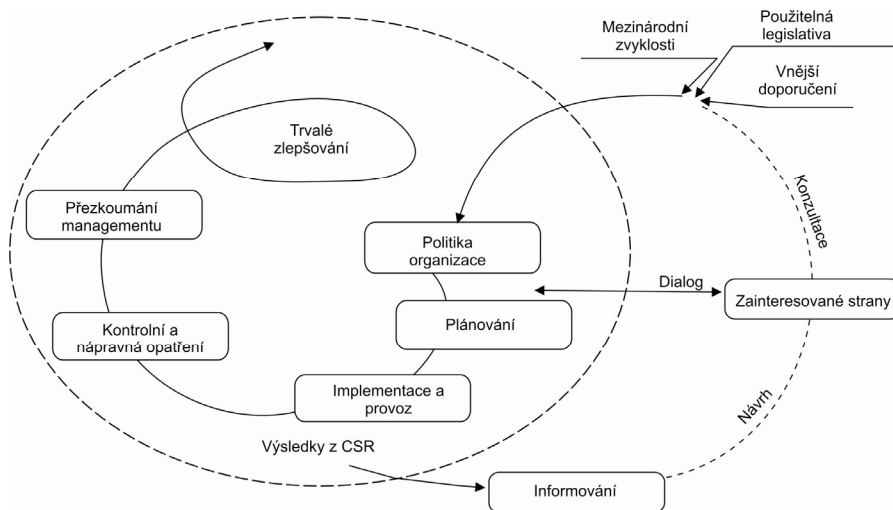 Mezinárodní
zvyklosti
Použitelná
legislativa
Vnější
doporučení
Trvalé
zlepšování
Přezkoumání
managementu
Politika
organizace
Konzultace
Dialog
Zainteresované strany
Plánování
Kontrolní a
nápravná opatření
Implementace a
provoz
Návrh
Výsledky z CSR
Informování